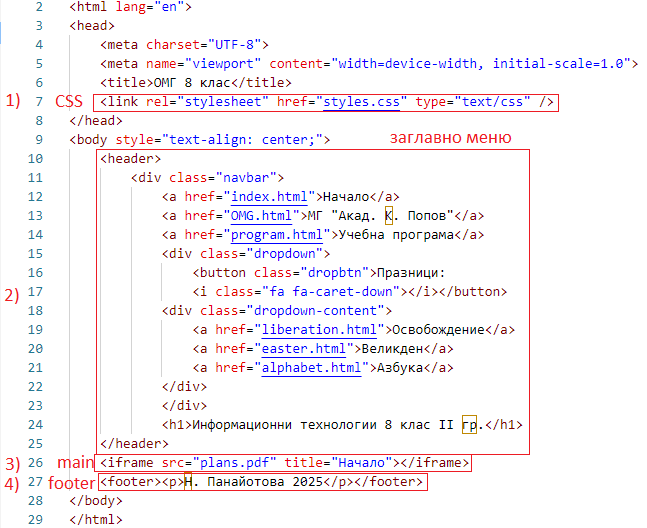 2 <html lang="en">
3 <head>
4 <meta charset="UTF-8">
5 <meta name="viewport" content="width=device-width, initial-scale=1.0">
6 <title>ОМГ 8 клас</title>
1) CSS 7 <link rel="stylesheet" href="styles.css" type="text/css" />
8 </head>
9 <body style="text-align: center;"> заглавно меню
10 <header>
11 <div class="navbar">
12 <a href="index.html">Начало</a>
13 <a href="OMG.html">МГ "Акад. К. Попов"</a>
14 <a href="program.html">Учебна програма</a>
15 <div class="dropdown">
16 <button class="dropbtn">Празници:
2) 17 <i class="fa fa-caret-down"></i></button>
18 <div class="dropdown-content">
19 <a href="liberation.html">Освобождение</a>
20 <a href="easter.html">Великден</a>
21 <a href="alphabet.html">Азбука</a>
22 </div>
23 </div>
24 <h1>Информационни технологии 8 клас II гр.</h1>
25 </header>
3) 26 main <iframe src="plans.pdf" title="Начало"></iframe>
4) footer 27 <footer><p>Н. Панайотова 2025</p></footer>
28 </body>
29 </html>